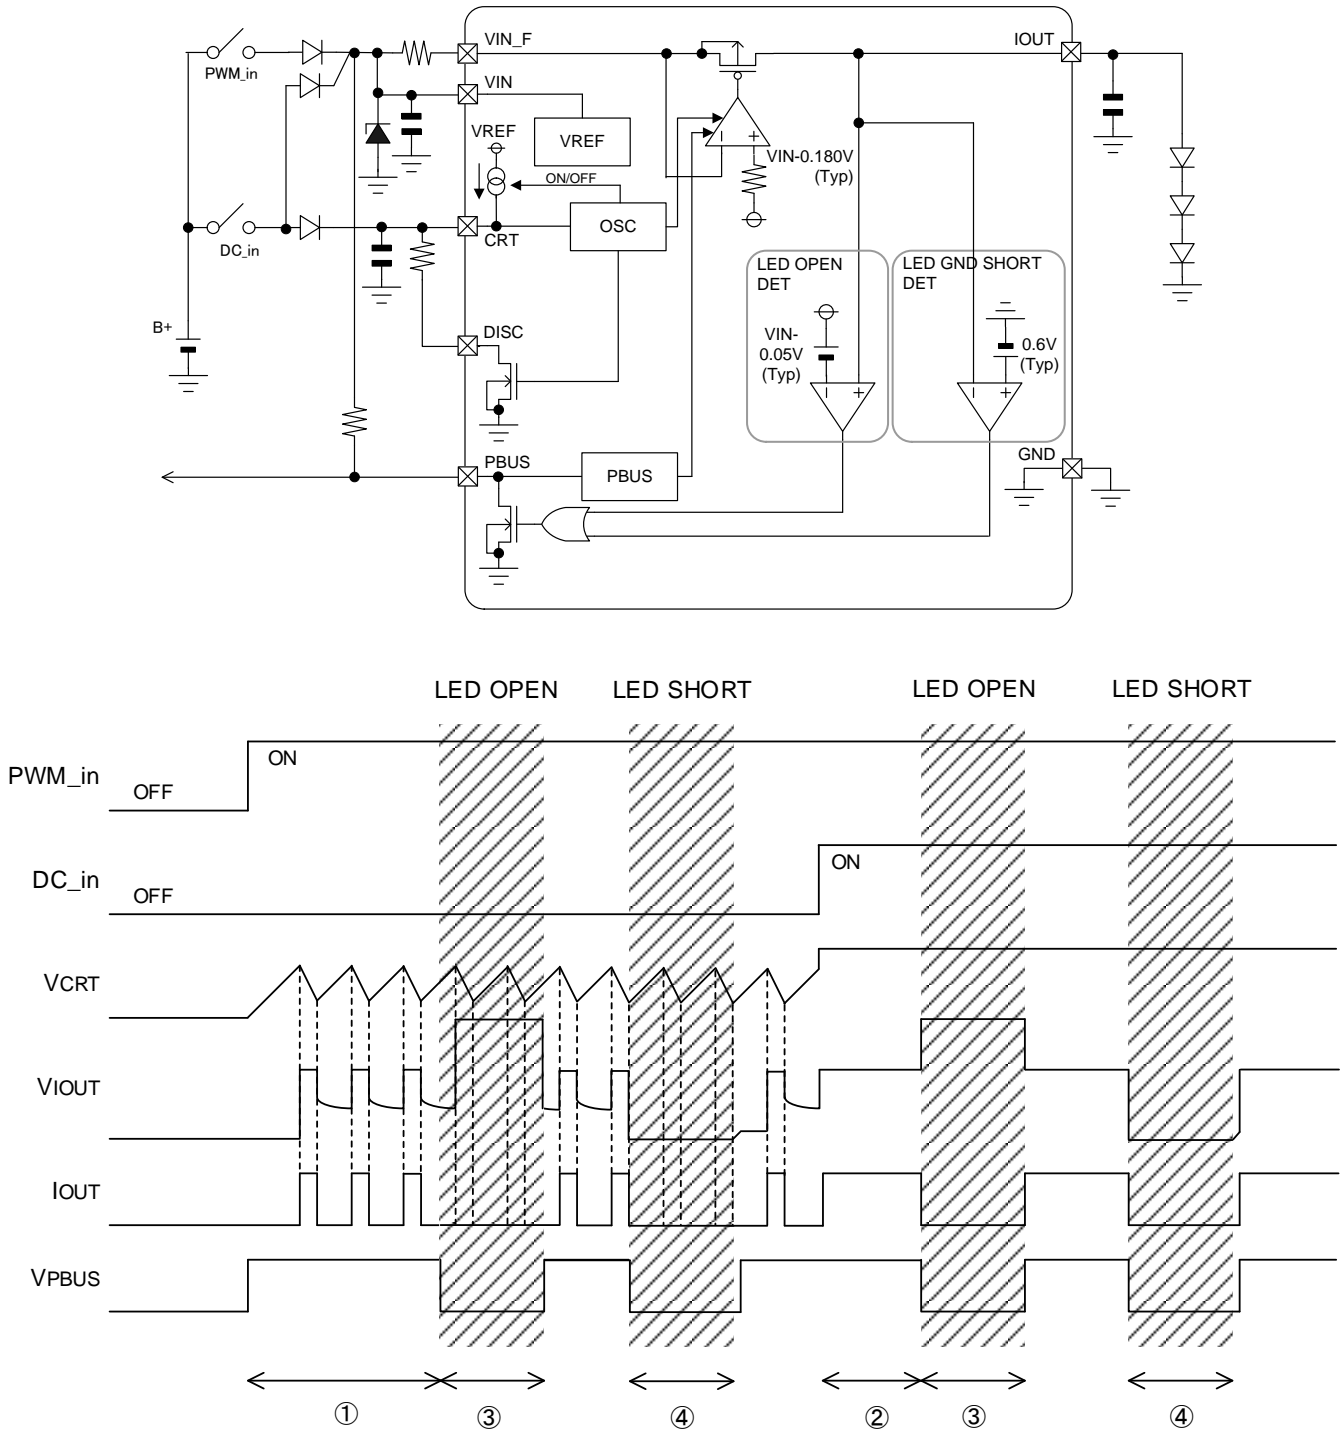 VIN_F
IOUT
PWM_in
VIN
VREF
VREF
VIN-0.180V
(Typ)
ON/OFF
OSC
CRT
DC_in
LED OPEN
DET
LED GND SHORT
DET
B+
DISC
VIN-
0.05V
(Typ)
0.6V
(Typ)
PBUS
PBUS
GND
LED OPEN
LED SHORT
LED OPEN
LED SHORT
PWM_in
OFF
ON
DC_in
OFF
ON
VCRT
VIOUT
IOUT
VPBUS
①
③
④
②
③
④